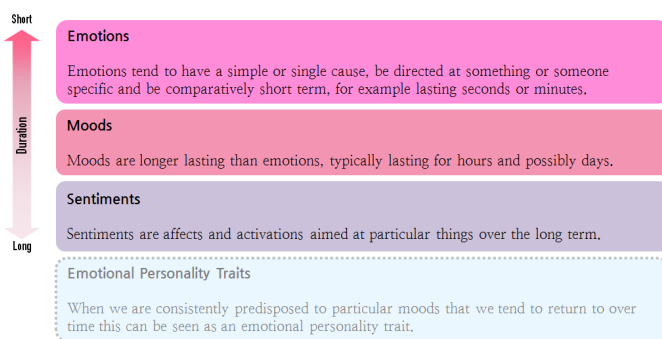 Short
Emotions
Emotions tend to have a simple or single cause, be directed at something or someone
specific and be comparatively short term, for example lasting seconds or minutes.
Moods
Duration
Moods are longer lasting than emotions, typically lasting for hours and possibly days.
Sentiments
Sentiments are affects and activations aimed at particular things over the long term.
Long
Emotional Personality Traits
When we are consistently predisposed to particular moods that we tend to return to over
time this can be seen as an emotional personality trait.